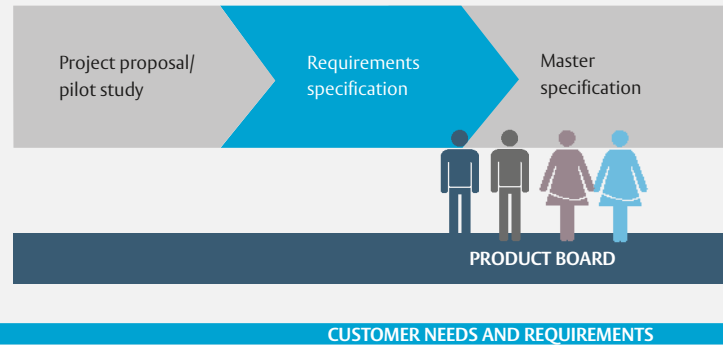 Project proposal/
pilot study
Requirements
specification
Master
specification
PRODUCT BOARD
CUSTOMER NEEDS AND REQUIREMENTS